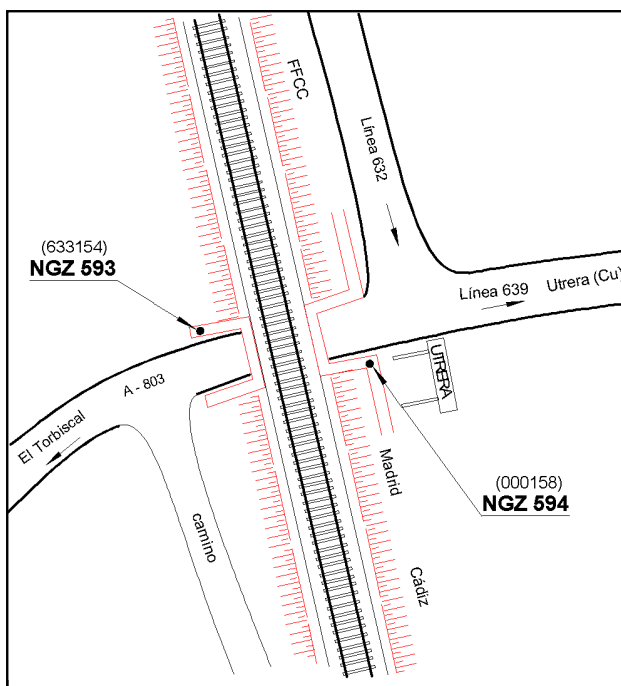 FFCC
Línea 632
(633154)
NGZ 593
Línea 639
Utrera (Cu)
UTRERA
A - 803
El Torbiscal
Madrid
(000158)
NGZ 594
camino
Cádiz